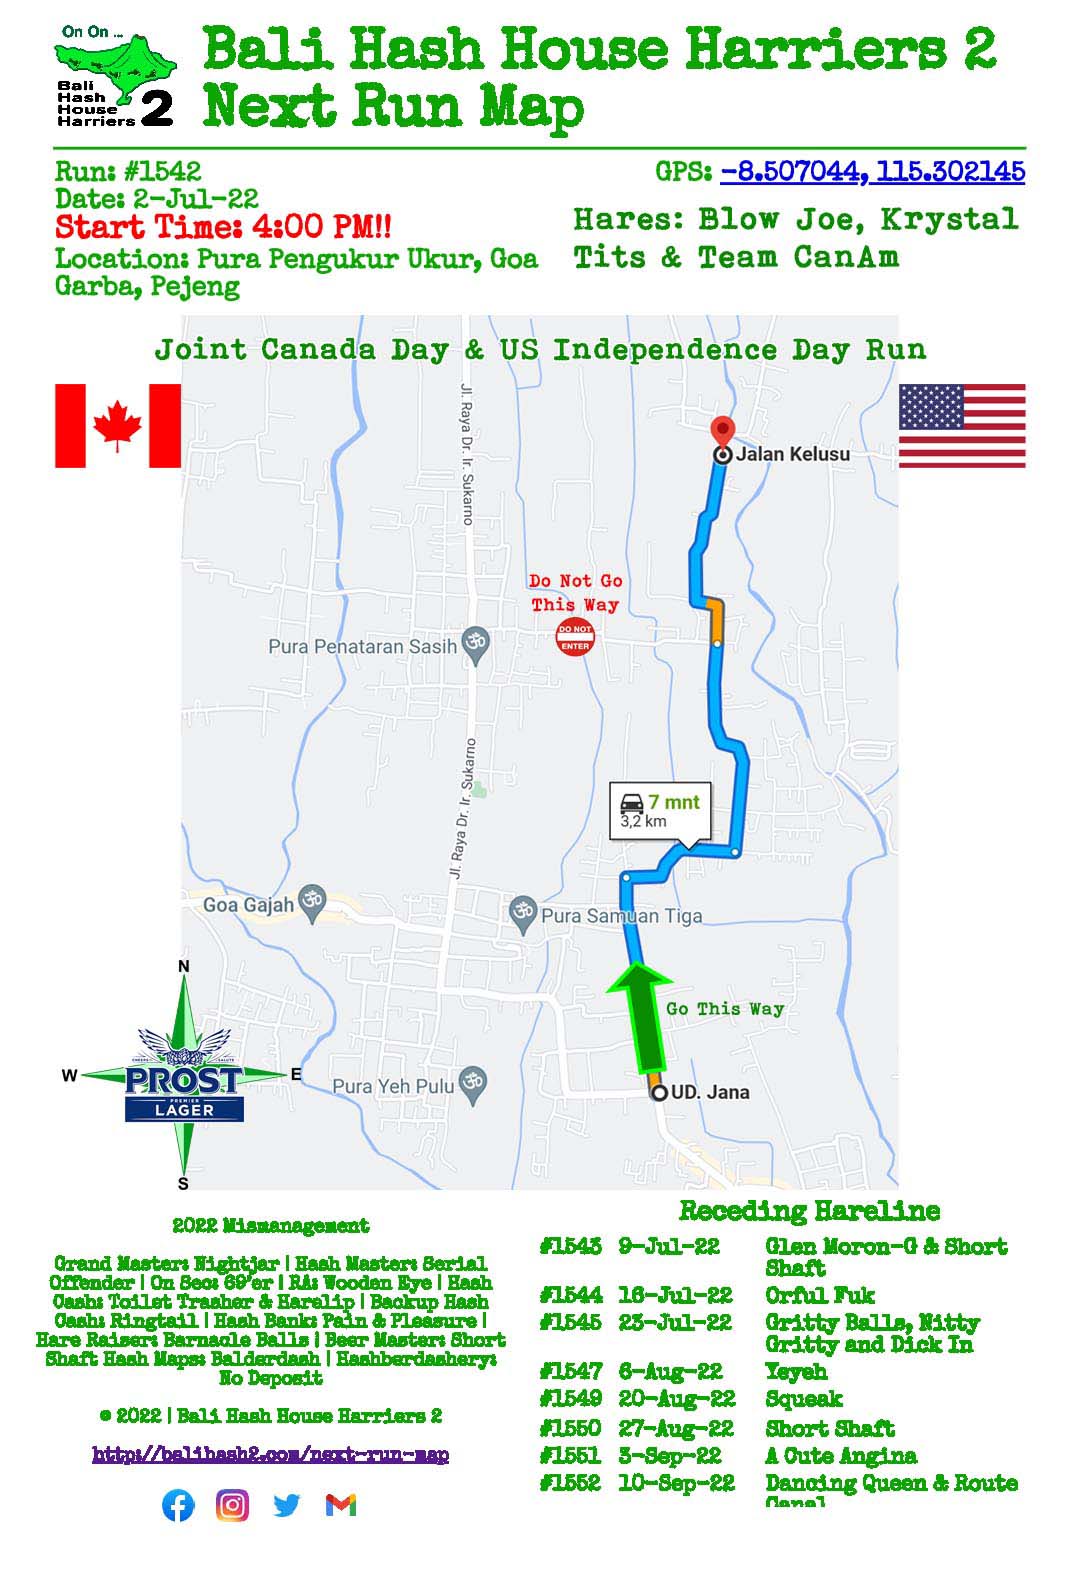 On On ...
Bali
Hash
House
Harriers 2
Bali Hash House Harriers 2
Next Run Map
Run: #1542
Date: 2-Jul-22
Start Time: 4:00 PM!!
Location: Pura Pengukur Ukur, Goa
Garba, Pejeng
GPS: -8.507044, 115.302145
Hares: Blow Joe, Krystal
Tits & Team CanAm
Joint Canada Day & US Independence Day Run
Jl. Raya Dr. Ir. Sukarno
Jalan Kelusu
Do Not Go
This Way
DO NOT
ENTER
Pura Penataran Sasih
Jl. Raya Dr. Ir. Sukarno
7 mnt
3,2 km
Goa Gajah
Pura Samuan Tiga
Go This Way
Pura Yeh Pulu
UD. Jana
N
W
E
S
CHEERS
SALUTE
PROST
PREMIER
LAGER
2022 Mismanagement
Grand Master: Nightjar | Hash Master: Serial
Offender | On Sec: 69'er | RA: Wooden Eye | Hash
Cash: Toilet Trasher & Harelip | Backup Hash
Cash: Ringtail | Hash Bank: Pain & Pleasure |
Hare Raiser: Barnacle Balls | Beer Master: Short
Shaft Hash Maps: Balderdash | Hashberdashery:
No Deposit
© 2022 | Bali Hash House Harriers 2
http://balihash2.com/next-run-map
Receding Hareline
#1543 9-Jul-22 Glen Moron-G & Short
Shaft
#1544 16-Jul-22 Orful Fuk
#1545 23-Jul-22 Gritty Balls, Nitty
Gritty and Dick In
#1547 6-Aug-22 Yeyeh
#1549 20-Aug-22 Squeak
#1550 27-Aug-22 Short Shaft
#1551 3-Sep-22 A Cute Angina
#1552 10-Sep-22 Dancing Queen & Route
Canal